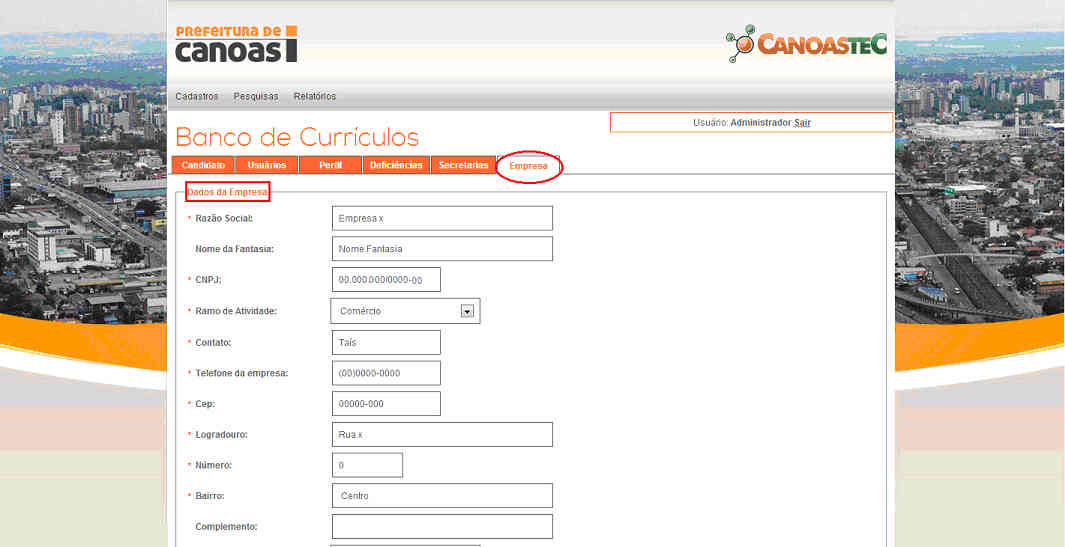 PREFEITURA DE
canoas
CANOASTEC
Cadastros Pesquisas Relatórios
Usuário: Administrador Sair
Banco de Currículos
Candidato Usuários Perfil Deficiências Secretarias Empresa
Dados da Empresa
* Razão Social: Empresa x
Nome da Fantasia: Nome Fantasia
* CNPJ: 00.000.000/0000-00
* Ramo de Atividade: Comércio
* Contato: Taís
* Telefone da empresa: (00)0000-0000
* Cep: 00000-000
* Logradouro: Rua x
* Número: 0
* Bairro: Centro
Complemento: